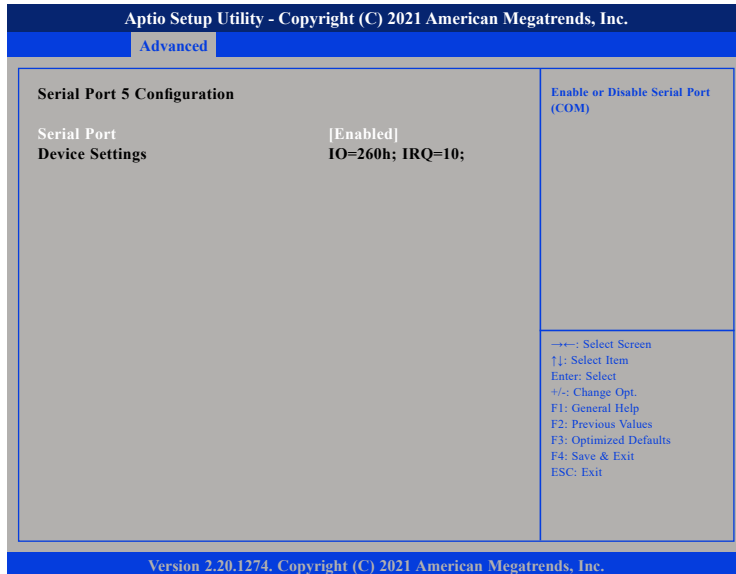 Aptio Setup Utility - Copyright (C) 2021 American Megatrends, Inc.
Advanced
Serial Port 5 Configuration
Serial Port [Enabled]
Device Settings IO=260h; IRQ=10;
Enable or Disable Serial Port
(COM)
→←: Select Screen
↑↓: Select Item
Enter: Select
+/-: Change Opt.
F1: General Help
F2: Previous Values
F3: Optimized Defaults
F4: Save & Exit
ESC: Exit
Version 2.20.1274. Copyright (C) 2021 American Megatrends, Inc.